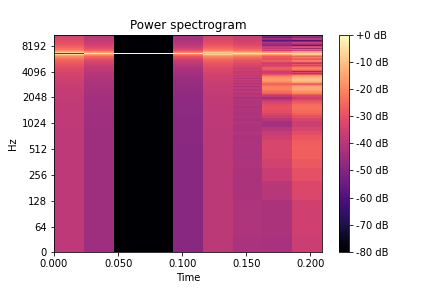 Power spectrogram
8192
4096
2048
1024
512
256
128
64
0
Hz
0.000 0.050 0.100 0.150 0.200
Time
+0 dB
-10 dB
-20 dB
-30 dB
-40 dB
-50 dB
-60 dB
-70 dB
-80 dB